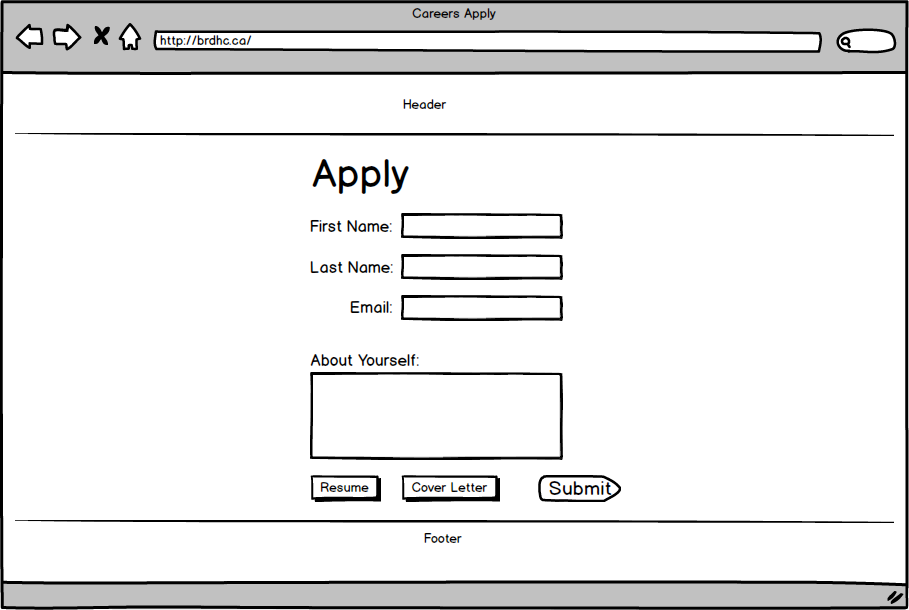 Careers Apply
http://brdhc.ca/
Header
Apply
First Name:
Last Name:
Email:
About Yourself:
Resume Cover Letter Submit
Footer